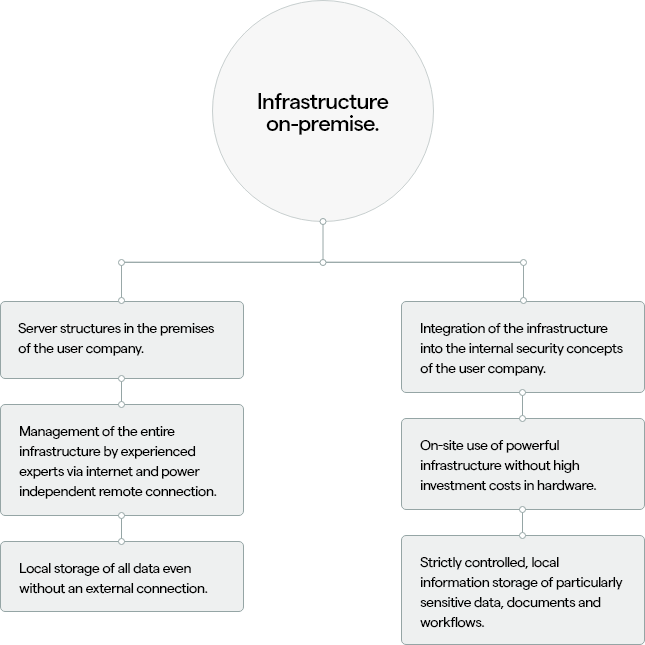 Infrastructure
on-premise.
Server structures in the premises
of the user company.
Management of the entire
infrastructure by experienced
experts via internet and power
independent remote connection.
Local storage of all data even
without an external connection.
Integration of the infrastructure
into the internal security concepts
of the user company.
On-site use of powerful
infrastructure without high
investment costs in hardware.
Strictly controlled, local
information storage of particularly
sensitive data, documents and
workflows.